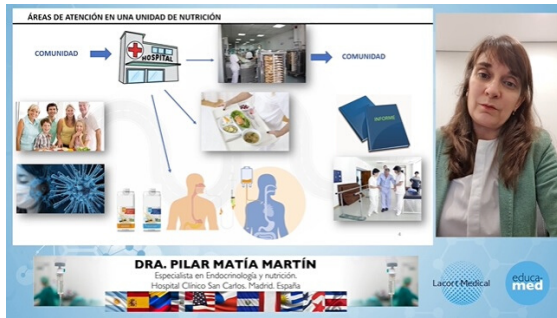 ÁREAS DE ATENCIÓN EN UNA UNIDAD DE NUTRICIÓN
COMUNIDAD
HOSPITAL
COMUNIDAD
INFORME
DRA. PILAR MATÍA MARTÍN
Especialista en Endocrinología y nutrición.
Hospital Clínico San Carlos. Madrid. España
Lacort Medical
educa-
med